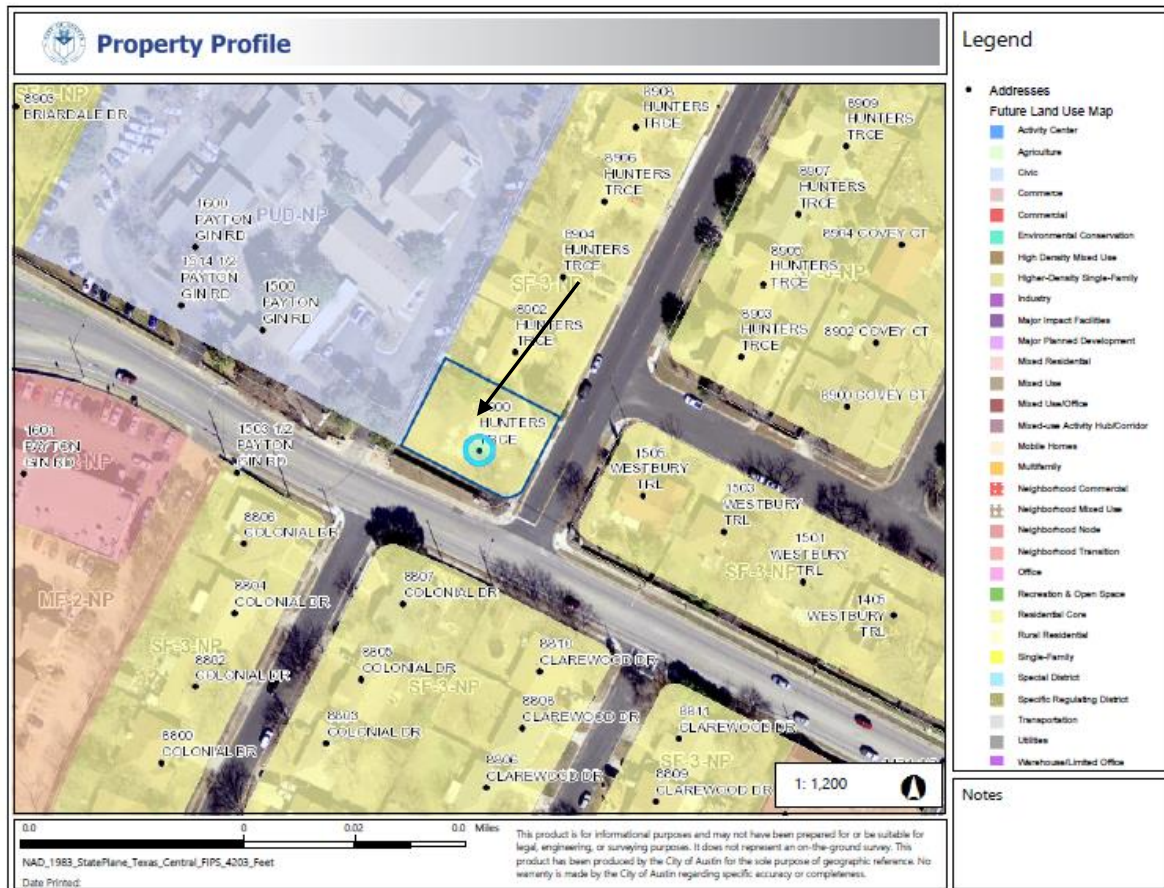 Property Profile
Legend
Addresses
Future Land Use Map
Activity Center
Agriculture
Civic
Commerce
Commercial
Environmental Conservation
High Density Mixed Use
Higher-Density Single-Family
Industry
Major Impact Facilities
Major Planned Development
Mixed Residential
Mixed Use
Mixed Use/Office
Mixed-use Activity Hub/Corridor
Mobile Homes
Multifamily
Neighborhood Commercial
Neighborhood Mixed Use
Neighborhood Node
Neighborhood Transition
Office
Recreation & Open Space
Residential Core
Rural Residential
Single-Family
Special District
Specific Regulating District
Transportation
Utilities
Warehouse/Limited Office
Notes
8903
BRIARDALE DR
8908
HUNTERS
TRCE
8909
HUNTERS
TRCE
8906
HUNTERS
TRCE
8907
HUNTERS
TRCE
1600
PAYTON
GIN RD
PUD-NP
8904
HUNTERS
TRCE
8904 COVEY CT
1514 1/2
PAYTON
GIN RD
1500
PAYTON
GIN RD
SF-3-NP
8905
HUNTERS
TRCE
8902
HUNTERS
TRCE
8903
HUNTERS
TRCE
8902 COVEY CT
HUNTERS
TRCE
8900 COVEY CT
1601
PAYTON
GIN RD
1503 1/2
PAYTON
GIN RD
1505
WESTBURY
TRL
1503
WESTBURY
TRL
8806
COLONIAL DR
1501
WESTBURY
TRL
SF-3-NP
8804
COLONIAL DR
8807
COLONIAL DR
1405
WESTBURY
TRL
MF-2-NP
SF-3-NP
8802
COLONIAL DR
8805
COLONIAL DR
SF-3-NP
8810
CLAREWOOD DR
8808
CLAREWOOD DR
8811
CLAREWOOD DR
8800
COLONIAL DR
8803
COLONIAL DR
8806
CLAREWOOD DR
SF-3-NP
8809
CLAREWOOD DR
1: 1,200
0.0
0
0.02
0.0 Miles
NAD_1983_StatePlane_Texas_Central_FIPS_4203_Feet
Date Printed:
This product is for informational purposes and may not have been prepared for or be suitable for
legal, engineering, or surveying purposes. It does not represent an on-the-ground survey. This
product has been produced by the City of Austin for the sole purpose of geographic reference. No
warranty is made by the City of Austin regarding specific accuracy or completeness.